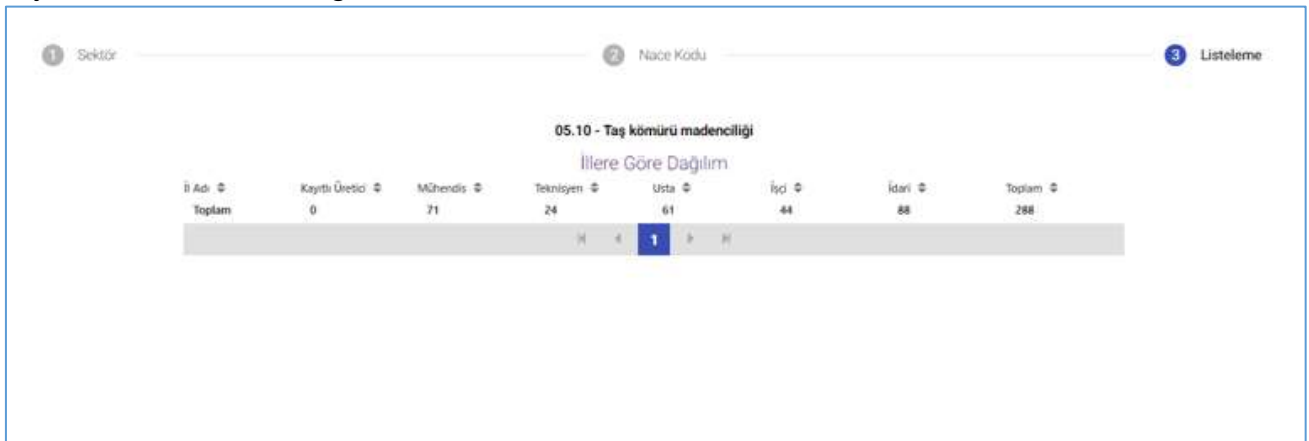 1 Sektör 2 Nace Kodu 3 Listeleme
05.10 - Taş kömürü madenciliği
İllere Göre Dağılım
İl Adı Kayıtlı Üretici Mühendis Teknisyen Usta İşçi İdari Toplam
Toplam 0 71 24 61 44 88 288
1